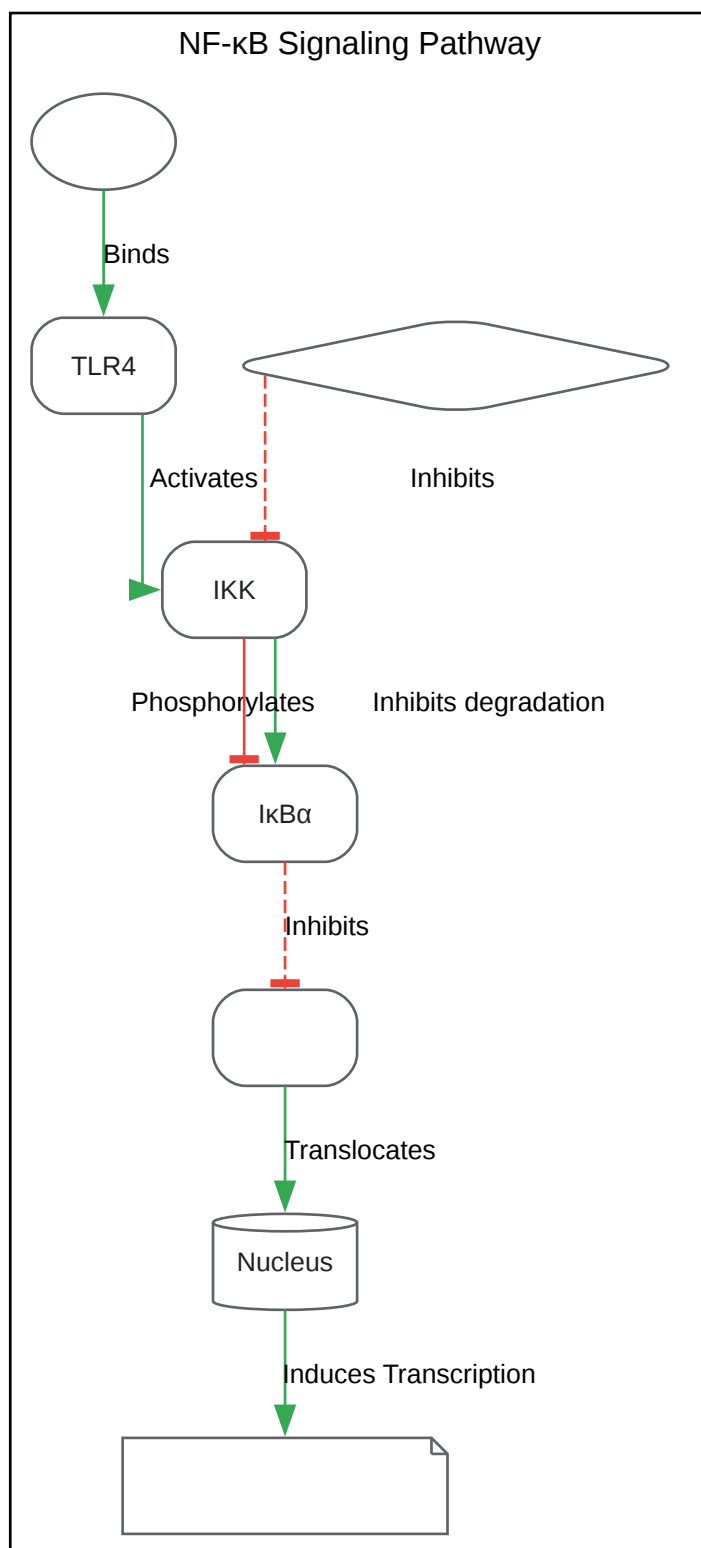 NF-κB Signaling Pathway
Binds
TLR4
Activates
Inhibits
IKK
Phosphorylates
Inhibits degradation
IκBα
Inhibits
Translocates
Nucleus
Induces Transcription